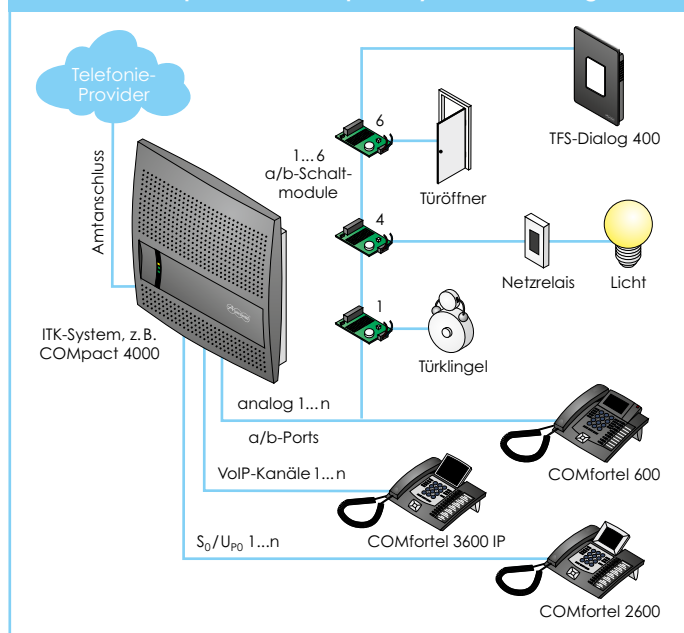 Telefonie-
Provider
Amtanschluss
6
1...6
a/b-Schalt-
module
Türöffner
TFS-Dialog 400
4
Netzrelais
Licht
1
Türklingel
ITK-System, z. B.
COMpact 4000
analog 1...n
a/b-Ports
COMfortel 600
VoIP-Kanäle 1...n
COMfortel 3600 IP
S₀/Uₚ₀ 1...n
COMfortel 2600